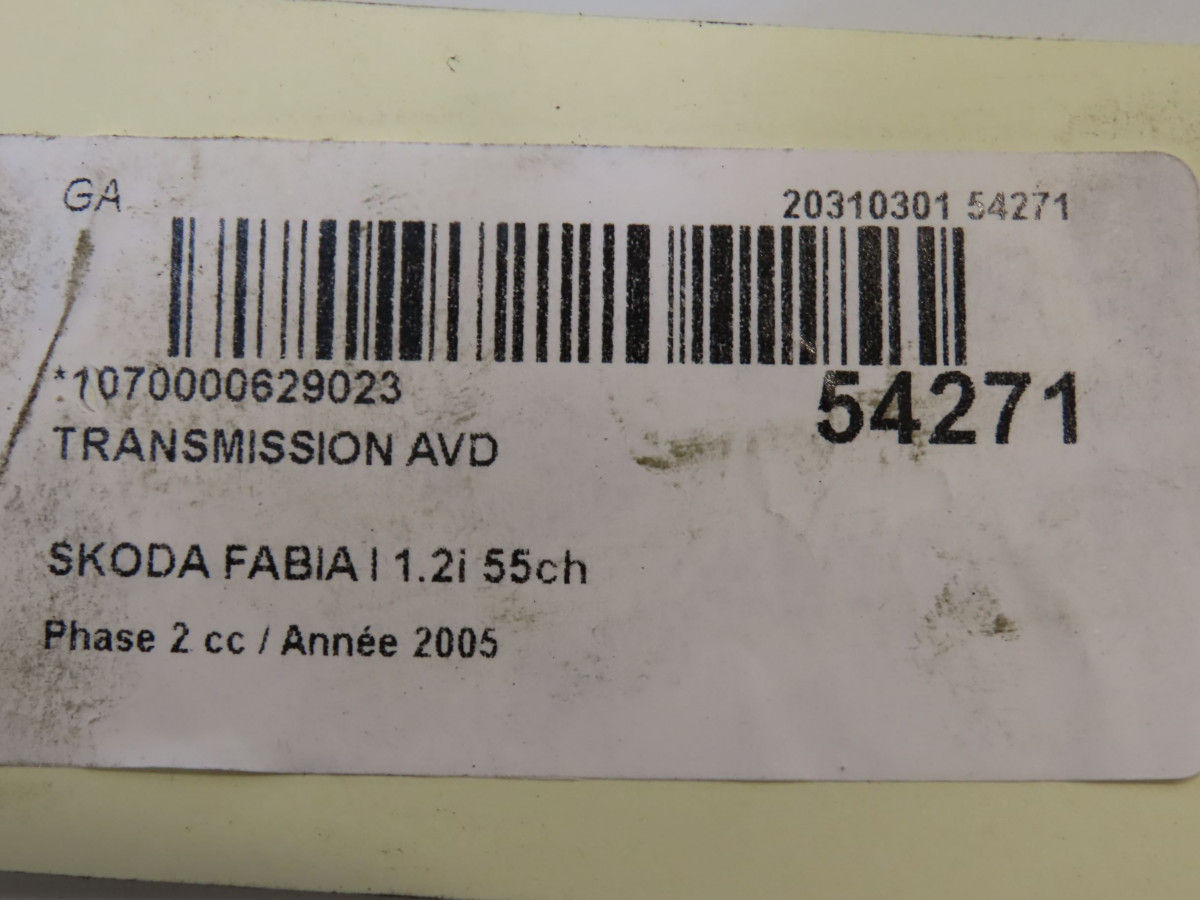 GA
20310301 54271
*1070000629023
54271
TRANSMISSION AVD
SKODA FABIA I 1.2i 55ch
Phase 2 cc / Année 2005